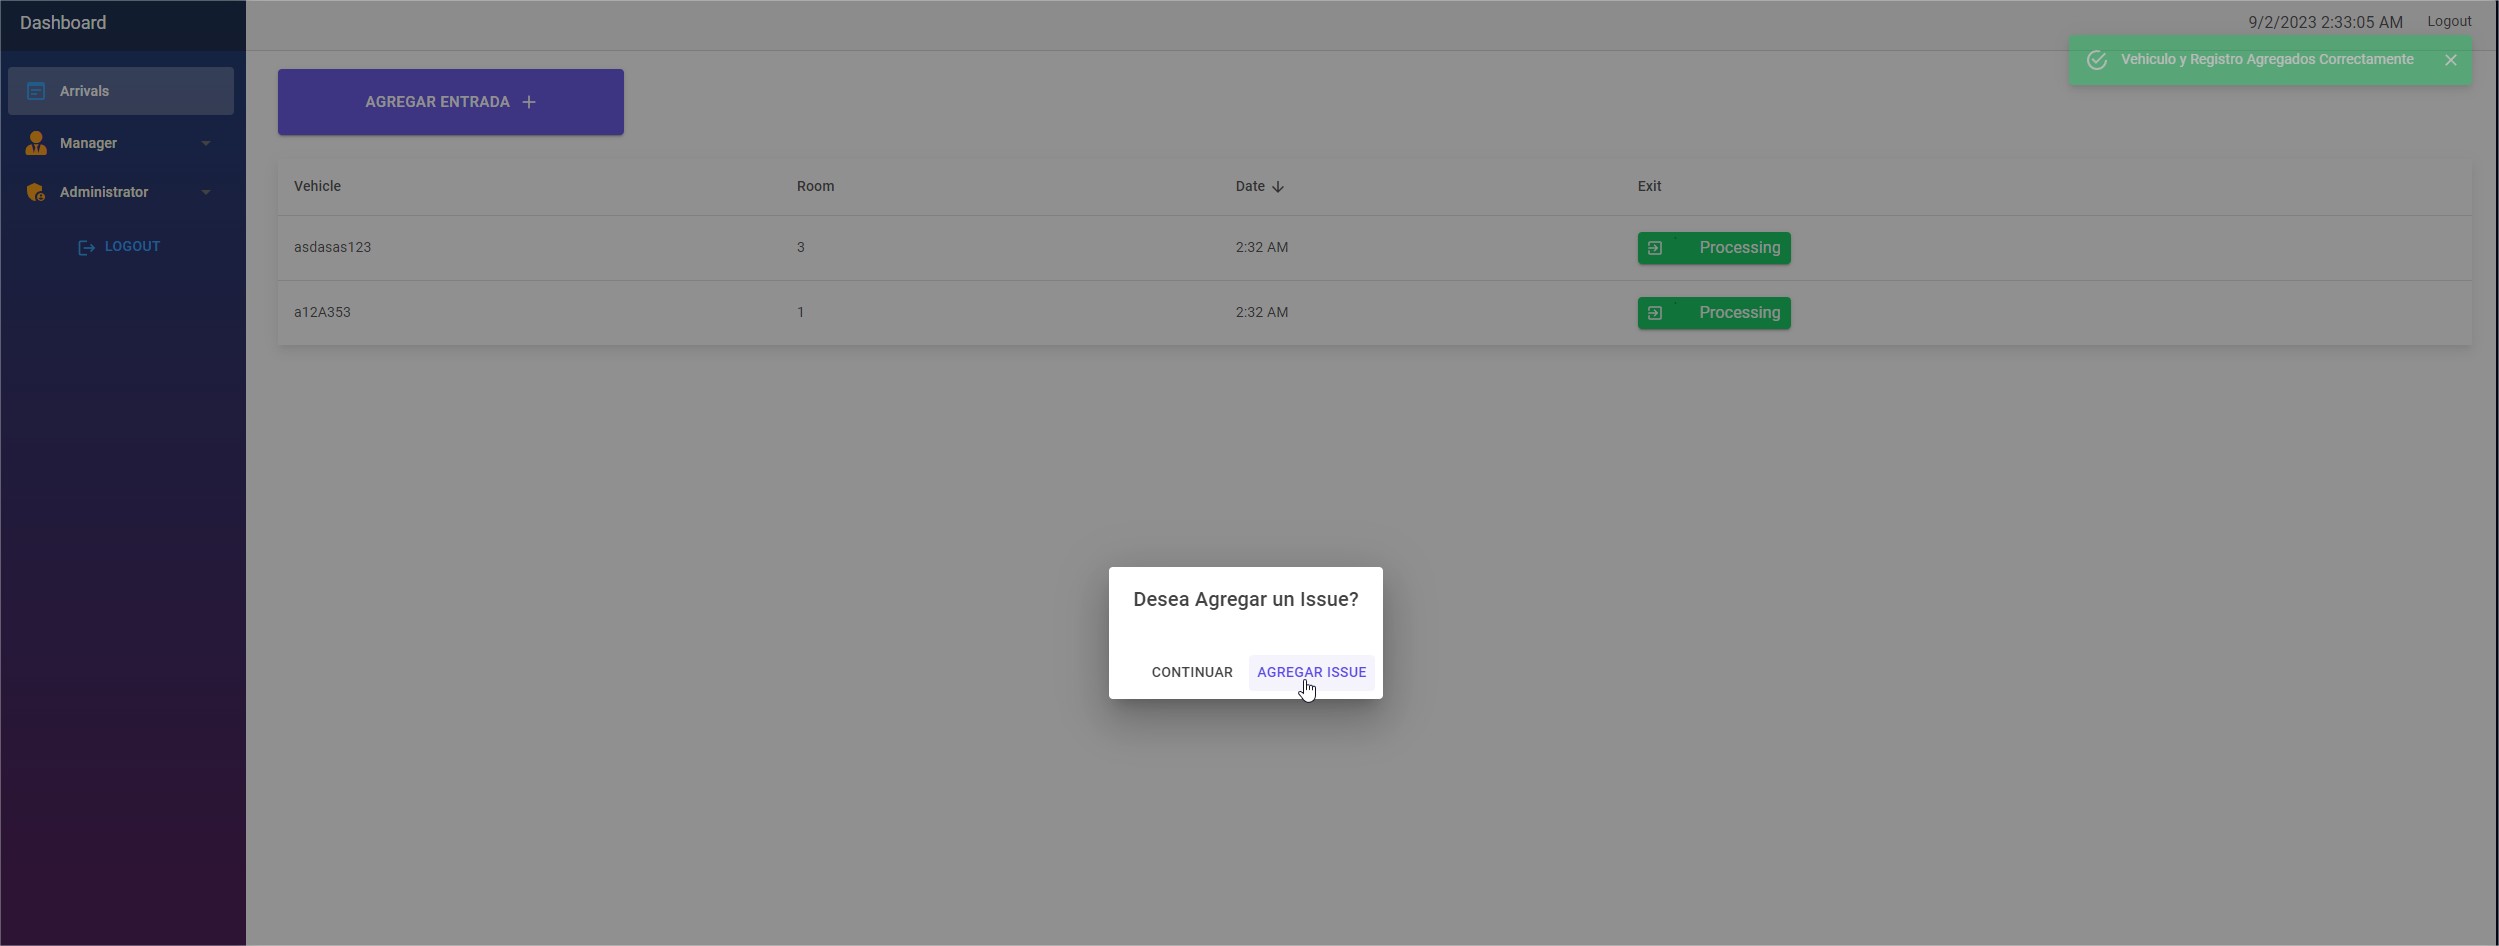 Dashboard
9/2/2023 2:33:05 AM Logout
Vehiculo y Registro Agregados Correctamente
Arrivals
Manager
Administrator
LOGOUT
AGREGAR ENTRADA +
Vehicle Room Date Exit
asdasas123 3 2:32 AM Processing
a12A353 1 2:32 AM Processing
Desea Agregar un Issue?
CONTINUAR AGREGAR ISSUE